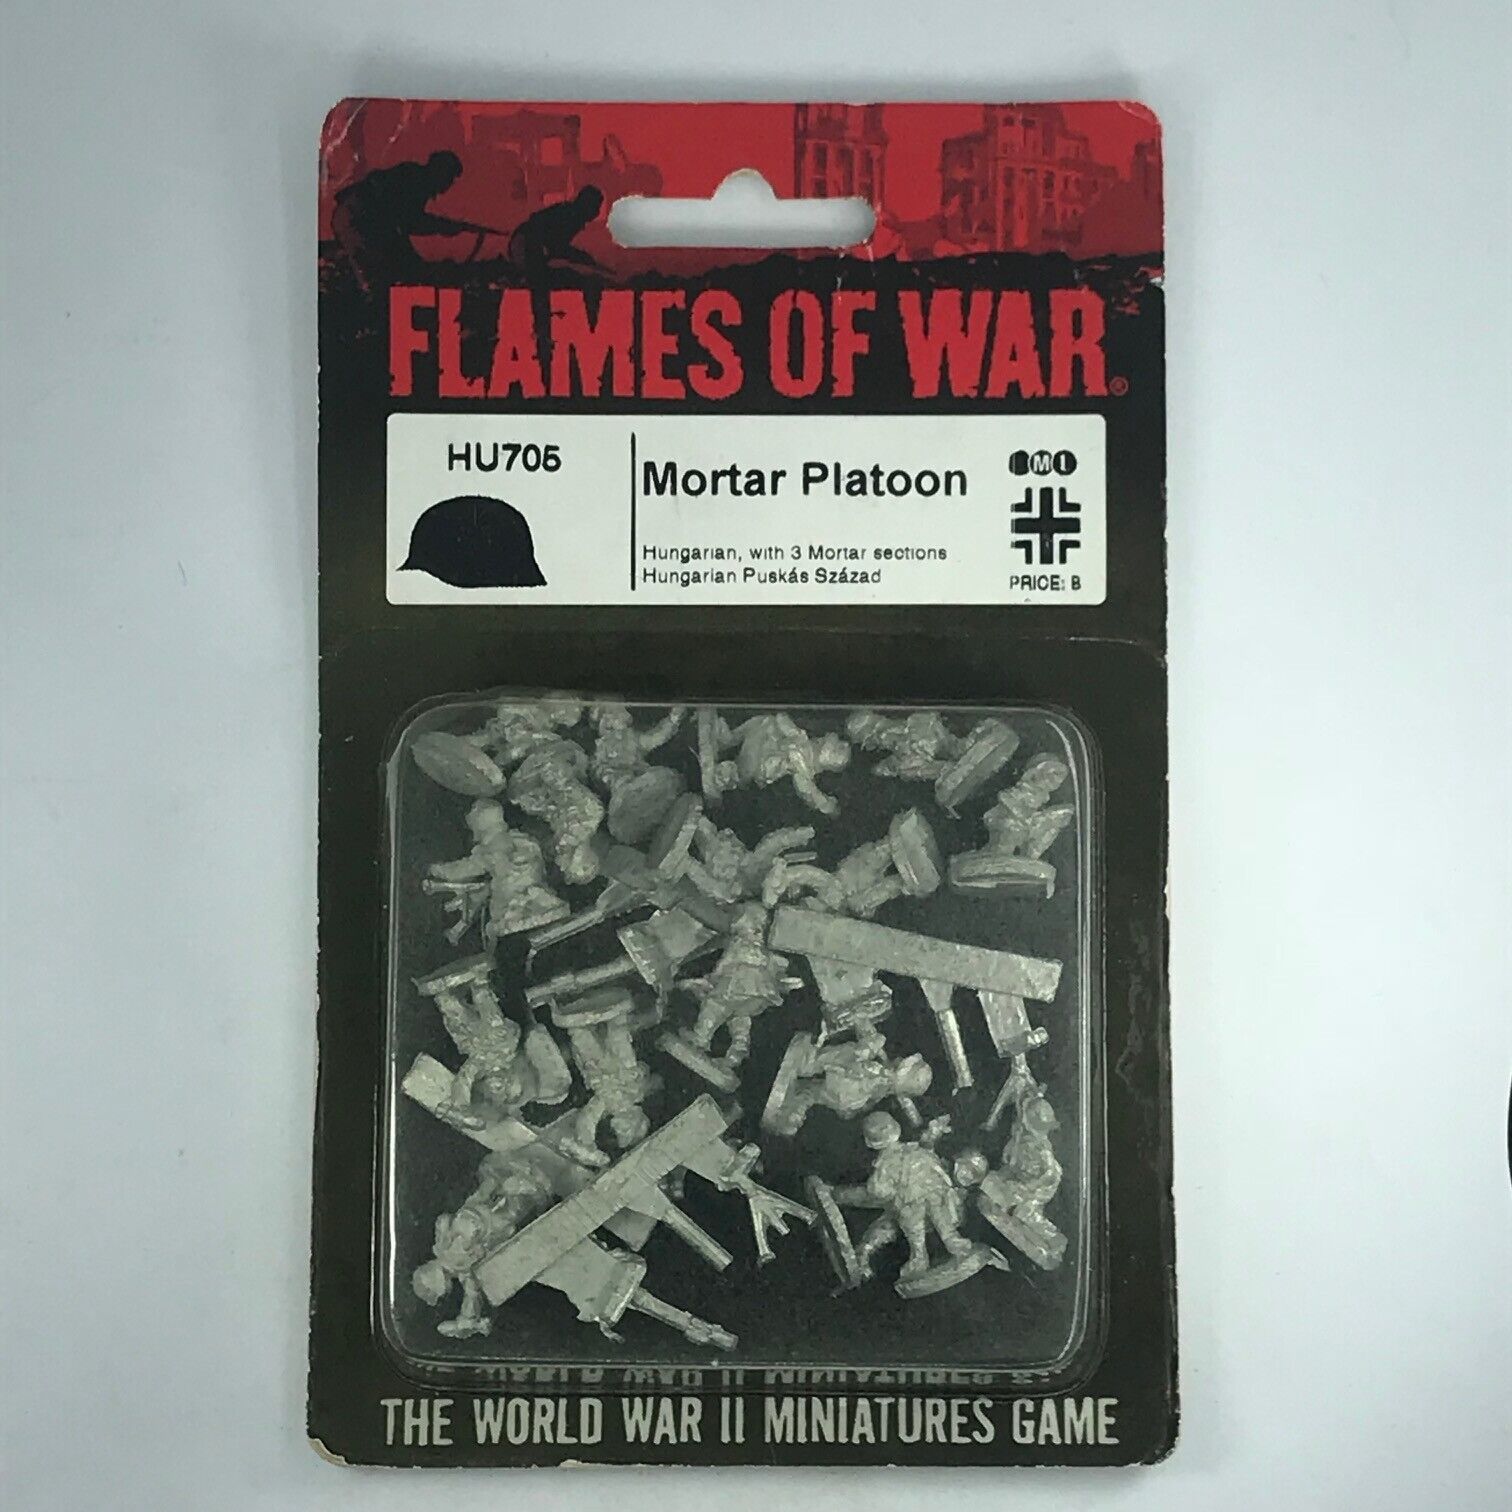 FLAMES OF WAR®
HU705
Mortar Platoon
M L
Hungarian, with 3 Mortar sections
Hungarian Puskás Század
PRICE: B
THE WORLD WAR II MINIATURES GAME